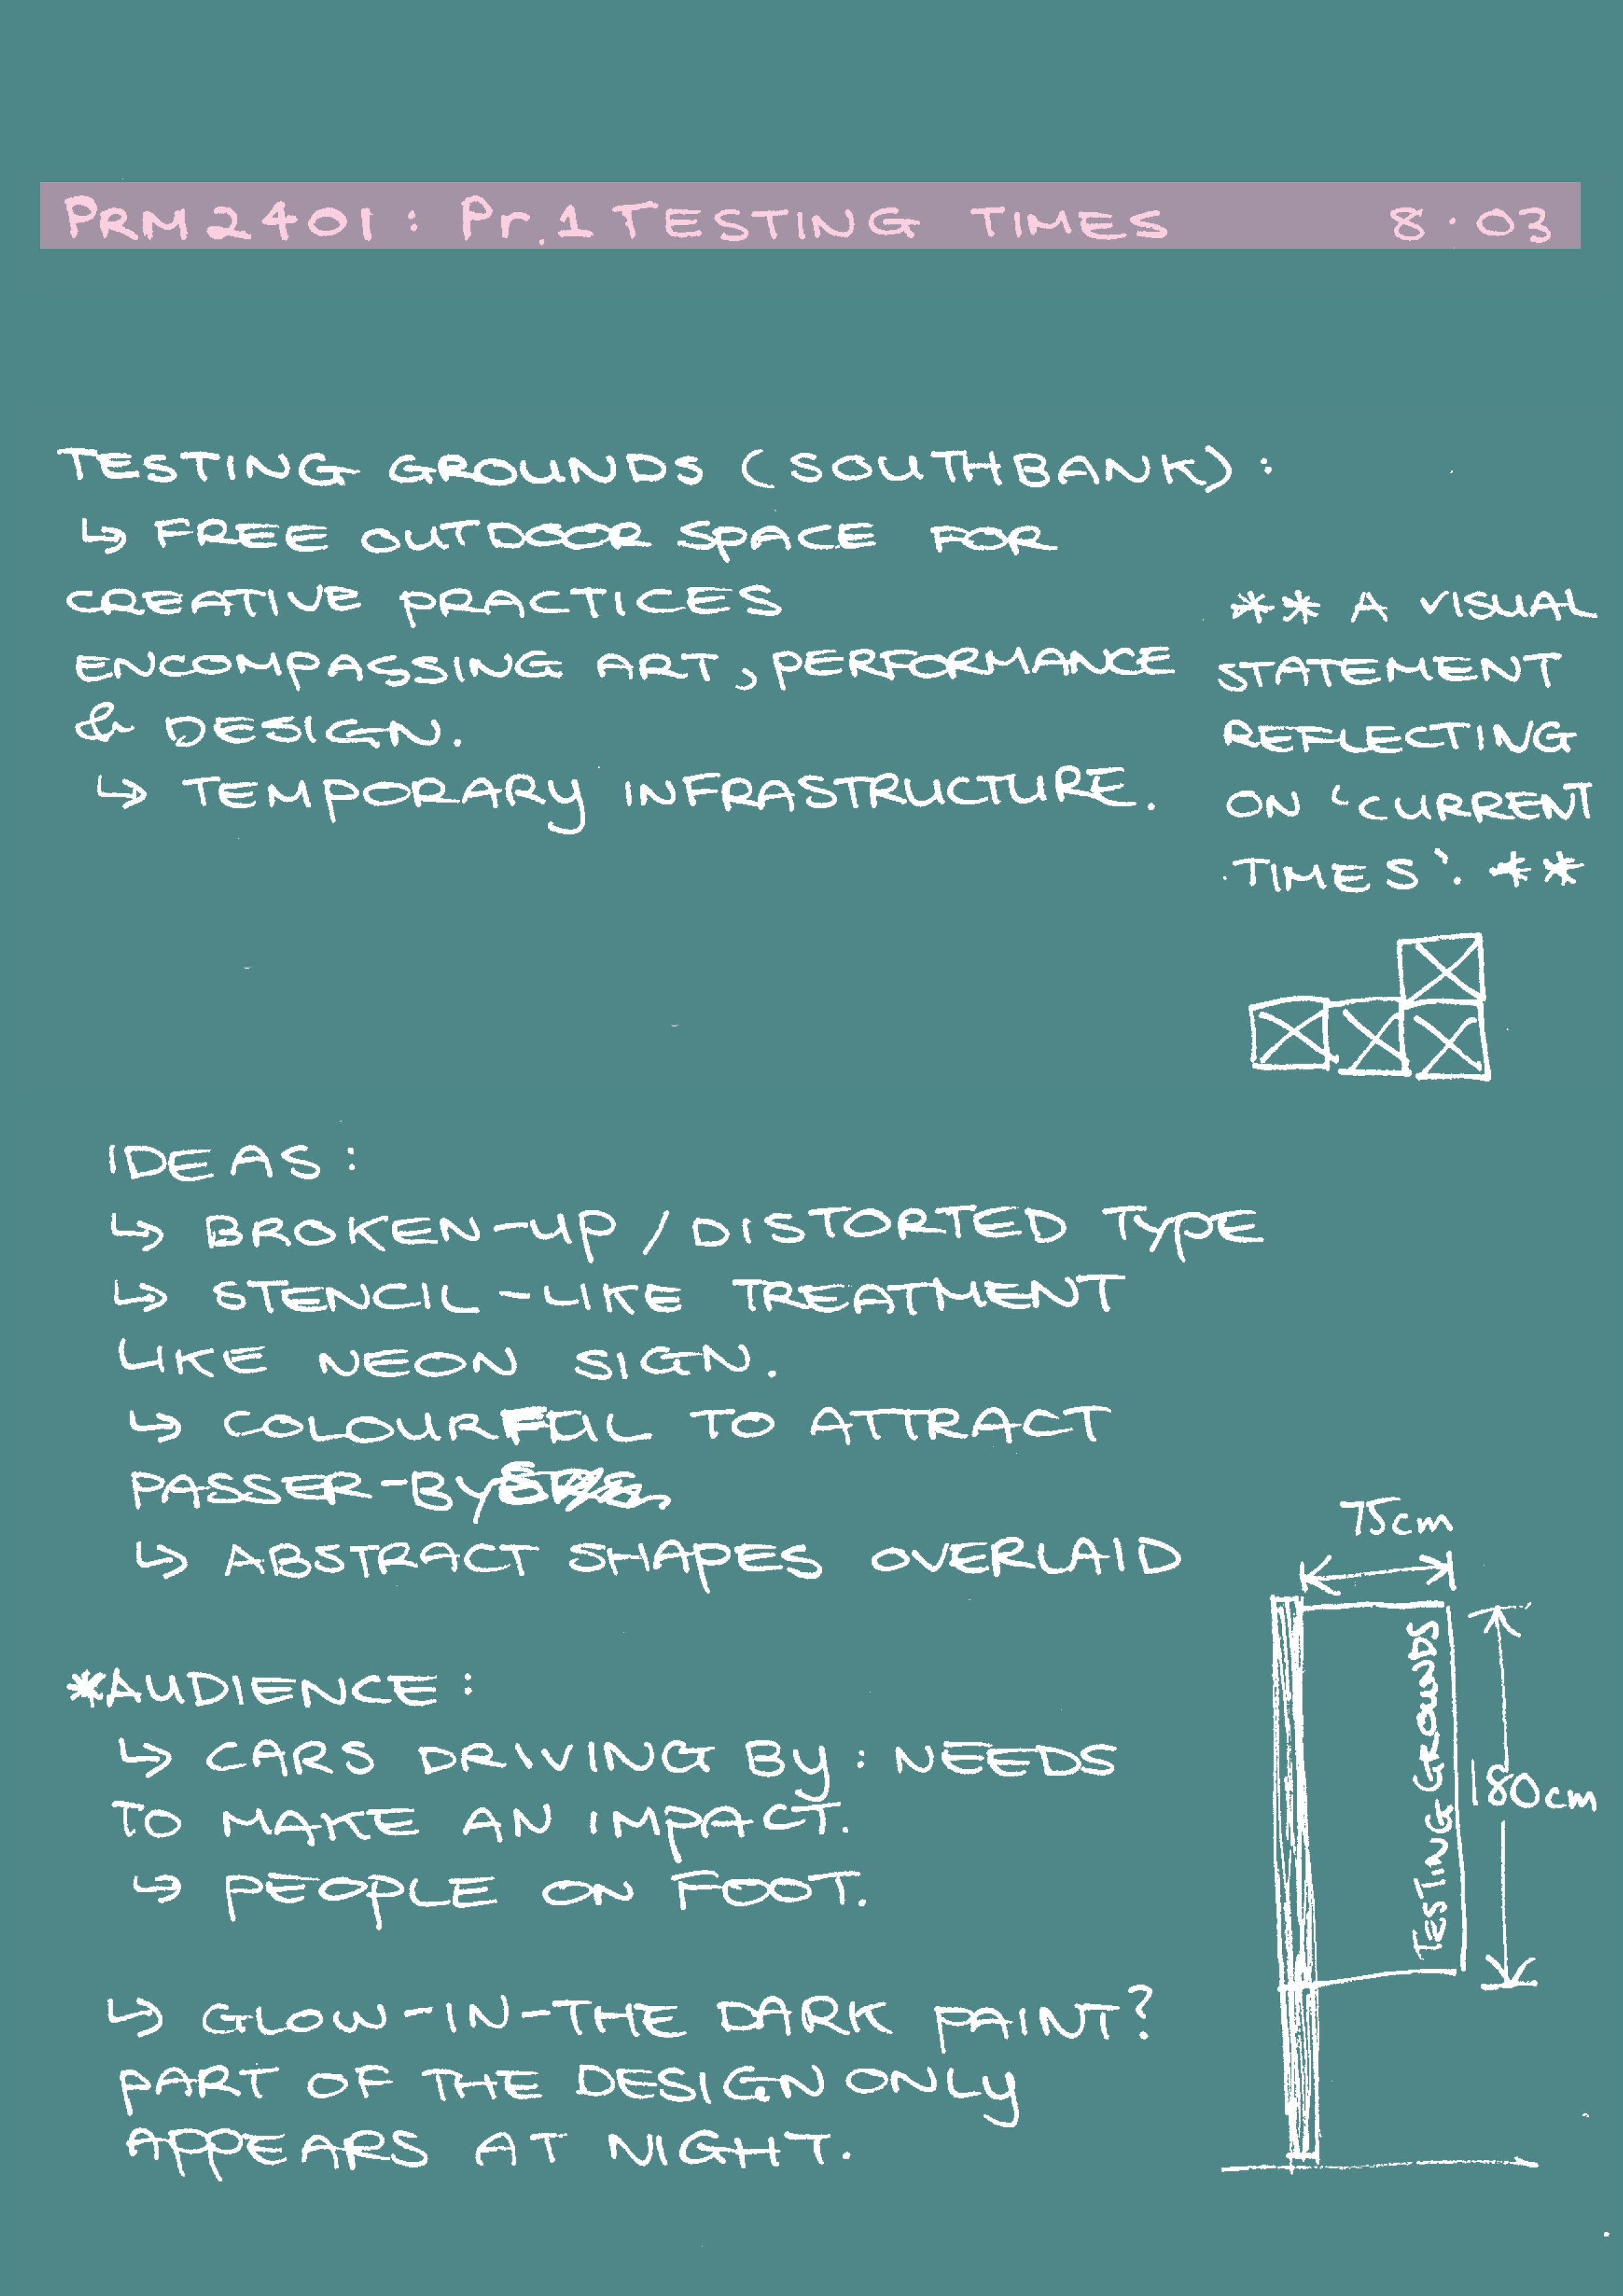 PRM2401: Pr.1 TESTING TIMES 8.03
TESTING GROUNDS (SOUTHBANK):
↳ FREE OUTDOOR SPACE FOR
CREATIVE PRACTICES
ENCOMPASSING ART, PERFORMANCE
& DESIGN.
↳ TEMPORARY INFRASTRUCTURE.
** A VISUAL
STATEMENT
REFLECTING
ON 'CURRENT
TIMES'. **
IDEAS:
↳ BROKEN-UP / DISTORTED TYPE
↳ STENCIL-LIKE TREATMENT
LIKE NEON SIGN.
↳ COLOURFUL TO ATTRACT
PASSER-BYS
↳ ABSTRACT SHAPES OVERLAID
*AUDIENCE:
↳ CARS DRIVING BY: NEEDS
TO MAKE AN IMPACT.
↳ PEOPLE ON FOOT.
↳ GLOW-IN-THE DARK PAINT?
PART OF THE DESIGN ONLY
APPEARS AT NIGHT.
75cm
TESTING GROUNDS
180cm